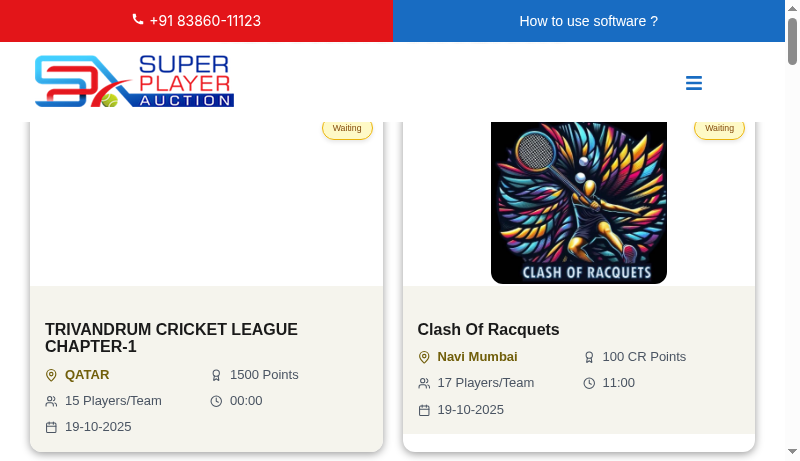 +91 83860-11123
How to use software ?
SUPER
PLAYER
AUCTION
Waiting
Waiting
CLASH OF RACQUETS
TRIVANDRUM CRICKET LEAGUE
CHAPTER-1
QATAR
1500 Points
15 Players/Team
00:00
19-10-2025
Clash Of Racquets
Navi Mumbai
100 CR Points
17 Players/Team
11:00
19-10-2025